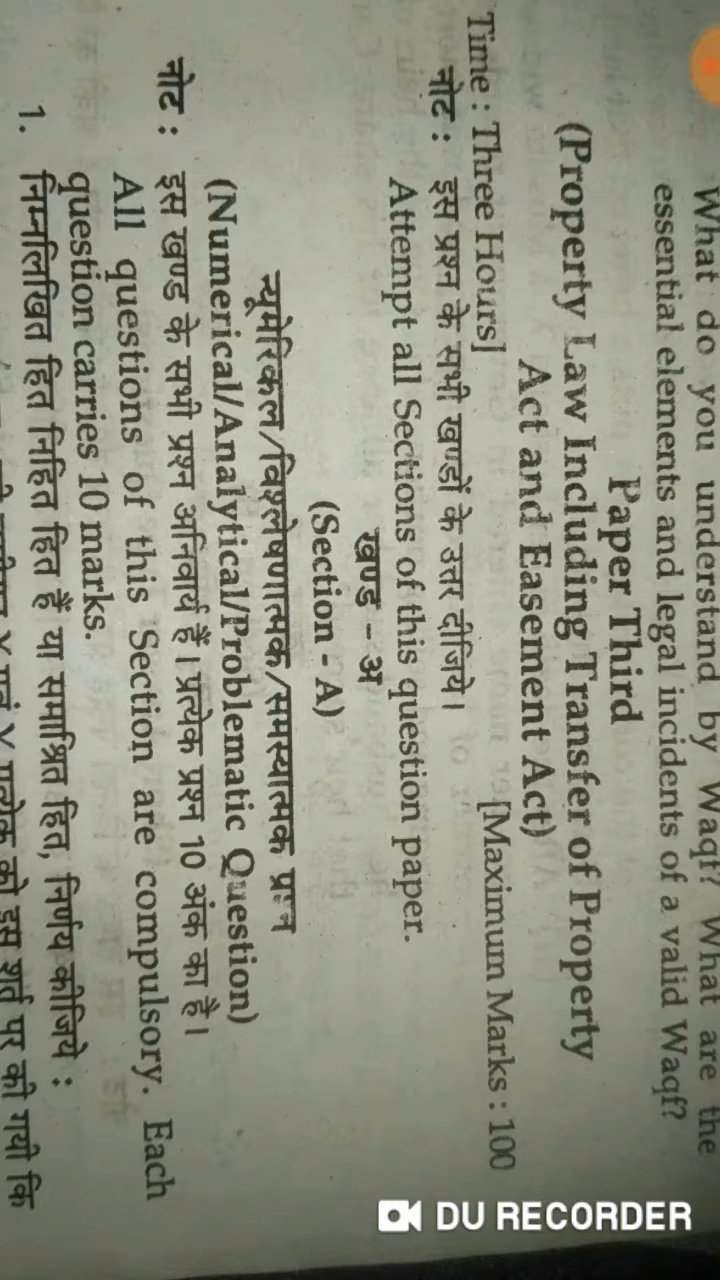 What do you understand by Waqf? What are the
essential elements and legal incidents of a valid Waqf?
Paper Third
(Property Law Including Transfer of Property
Act and Easement Act)
Time : Three Hours] [Maximum Marks : 100
नोट : इस प्रश्न के सभी खण्डों के उत्तर दीजिये।
Attempt all Sections of this question paper.
खण्ड - अ
(Section - A)
न्यूमेरिकल/विश्लेषणात्मक/समस्यात्मक प्रश्न
(Numerical/Analytical/Problematic Question)
नोट : इस खण्ड के सभी प्रश्न अनिवार्य हैं। प्रत्येक प्रश्न 10 अंक का है।
All questions of this Section are compulsory. Each
question carries 10 marks.
1. निम्नलिखित हित निहित हित हैं या समाश्रित हित, निर्णय कीजिये :
एवं Y प्रत्येक को इस शर्त पर की गयी कि
DU RECORDER